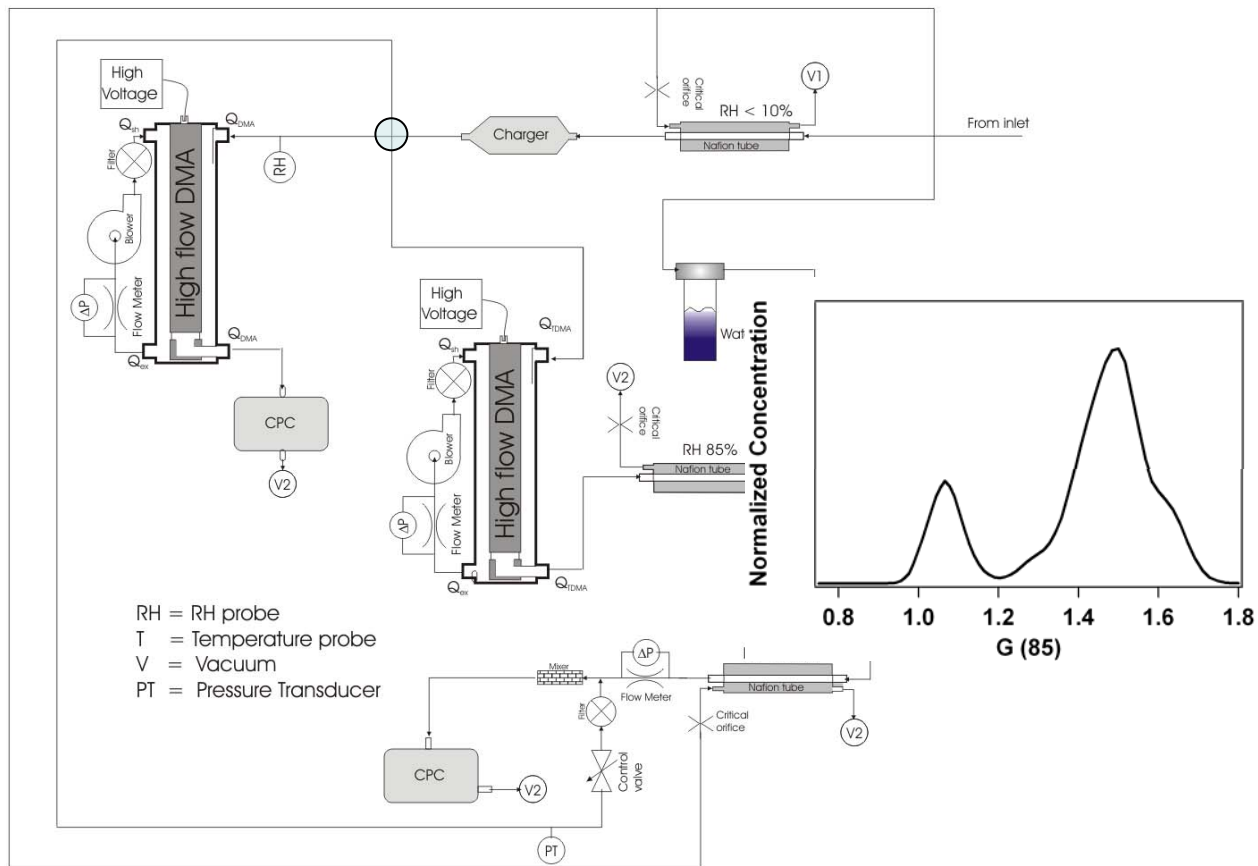 High
Voltage
Q_sh
Q_DMA
Filter
Blower
ΔP
Flow Meter
High flow DMA
Q_DMA
Q_ex
CPC
V2
RH
Charger
Critical
orifice
RH < 10%
V1
Nafion tube
From inlet
High
Voltage
Q_sh
Q_TDMA
Filter
Blower
ΔP
Flow Meter
High flow DMA
Q_ex
Q_TDMA
V2
Critical
orifice
RH 85%
Nafion tube
Wat
Normalized Concentration
0.8 1.0 1.2 1.4 1.6 1.8
G (85)
RH = RH probe
T = Temperature probe
V = Vacuum
PT = Pressure Transducer
Mixer
ΔP
Flow Meter
Filter
Nafion tube
Critical
orifice
V2
Control
valve
CPC
V2
PT